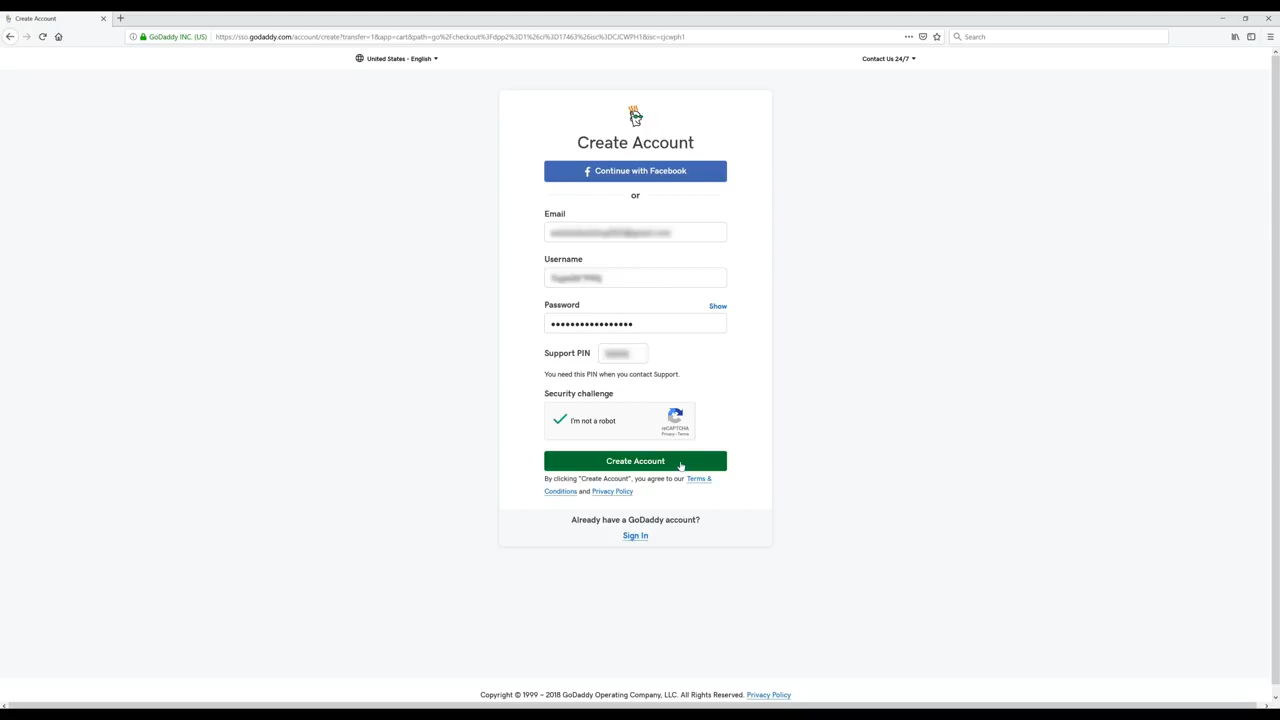 Create Account
GoDaddy INC. (US)
https://sso.godaddy.com/account/create?transfer=1&app=cart&path=go%2Fcheckout%3Fdpp2%3D1%26ci%3D17463%26isc%3DCJCWPH1&isc=cjcwph1
Search
United States - English
Contact Us 24/7
Create Account
Continue with Facebook
or
Email
Username
Password
Show
Support PIN
You need this PIN when you contact Support.
Security challenge
I'm not a robot
reCAPTCHA
Privacy - Terms
Create Account
By clicking "Create Account", you agree to our Terms &
Conditions and Privacy Policy
Already have a GoDaddy account?
Sign In
Copyright © 1999 – 2018 GoDaddy Operating Company, LLC. All Rights Reserved. Privacy Policy